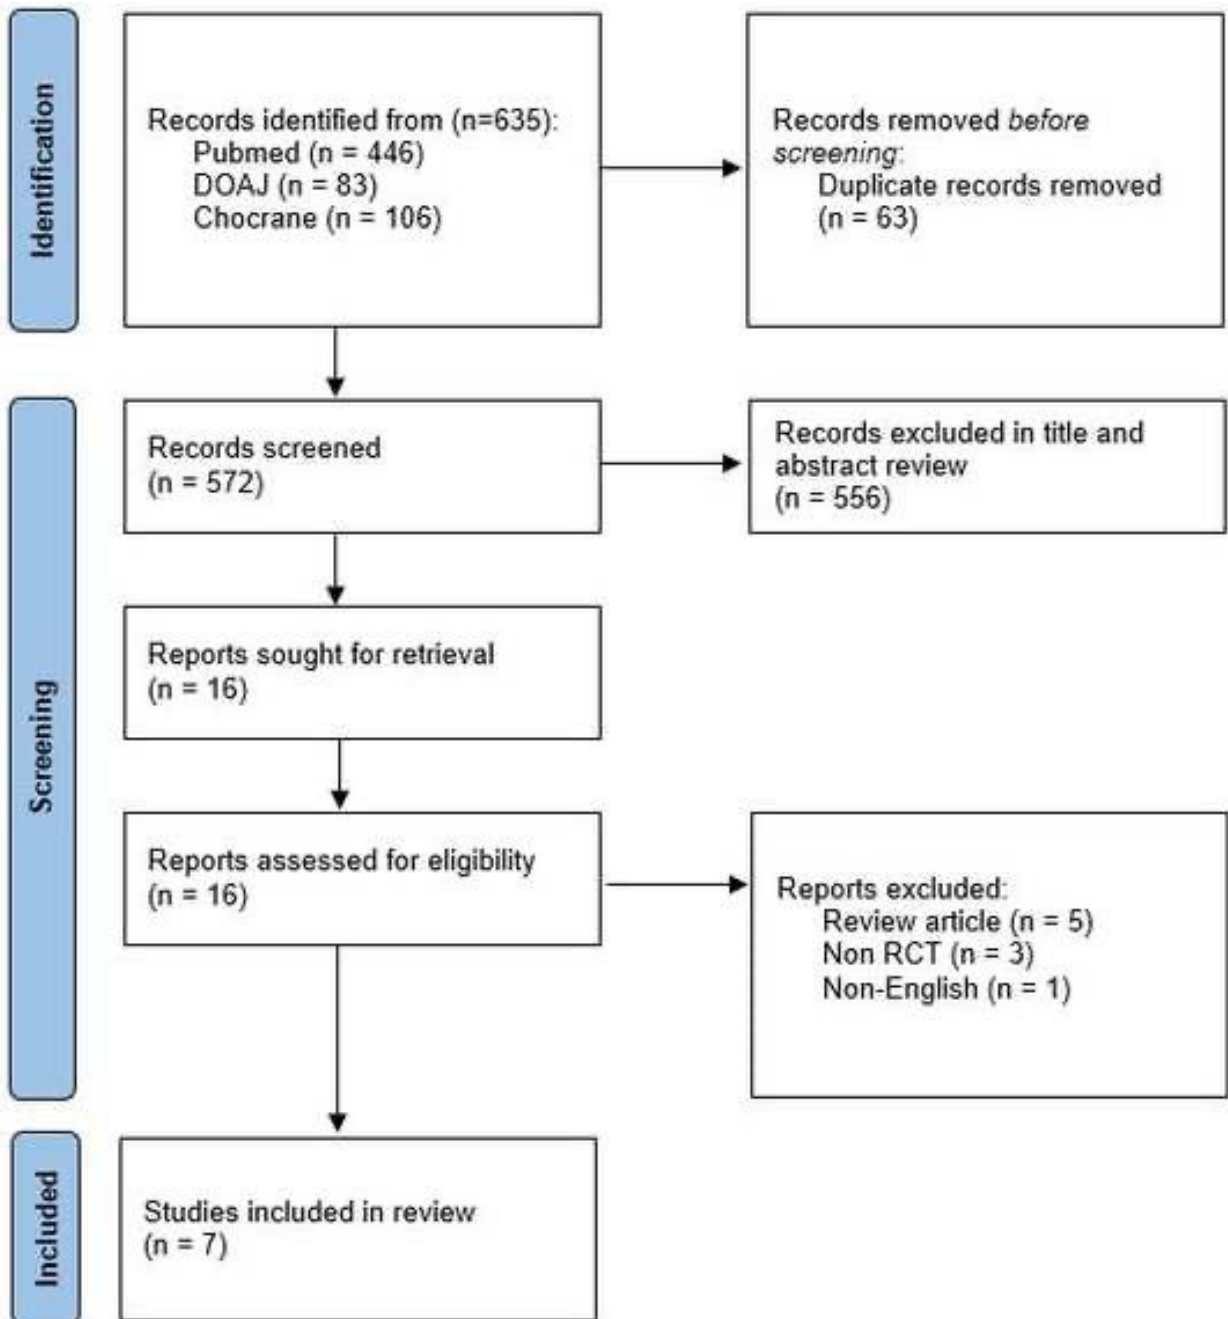 Identification
Records identified from (n=635):
Pubmed (n = 446)
DOAJ (n = 83)
Chocrane (n = 106)
Records removed before
screening:
Duplicate records removed
(n = 63)
Screening
Records screened
(n = 572)
Records excluded in title and
abstract review
(n = 556)
Reports sought for retrieval
(n = 16)
Reports assessed for eligibility
(n = 16)
Reports excluded:
Review article (n = 5)
Non RCT (n = 3)
Non-English (n = 1)
Included
Studies included in review
(n = 7)